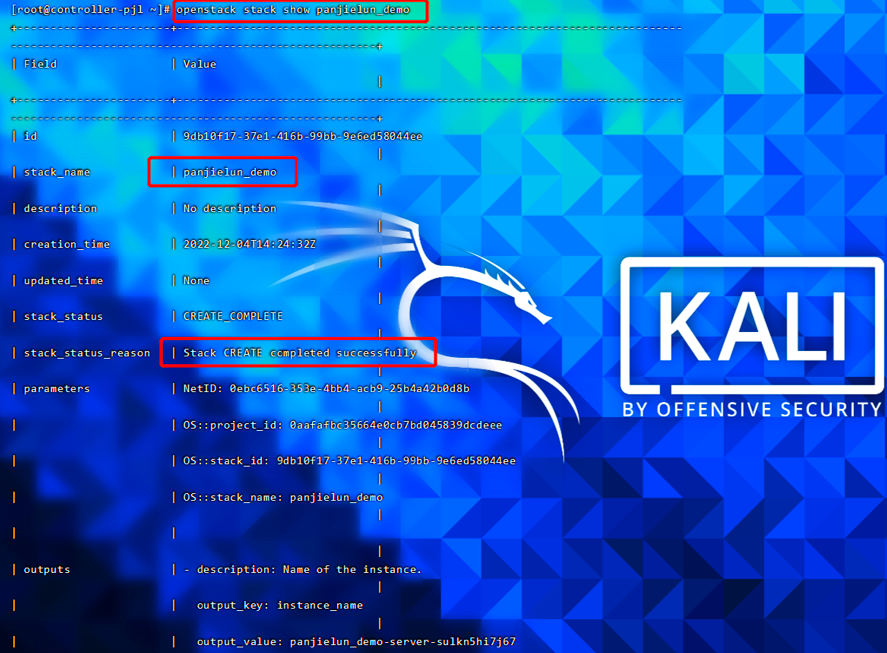 [root@controller-pjl ~]# openstack stack show panjielun_demo
+---------------------+------------------------------------------------------------------
-----------------------------------------------+
| Field | Value
|
+---------------------+------------------------------------------------------------------
-----------------------------------------------+
| id | 9db10f17-37e1-416b-99bb-9e6ed58044ee
|
| stack_name | panjielun_demo
|
| description | No description
|
| creation_time | 2022-12-04T14:24:32Z
|
| updated_time | None
|
| stack_status | CREATE_COMPLETE
|
| stack_status_reason | Stack CREATE completed successfully
|
| parameters | NetID: 0ebc6516-353e-4bb4-acb9-25b4a42b0d8b
|
| | OS::project_id: 0aafafbc35664e0cb7bd045839dcdeee
|
| | OS::stack_id: 9db10f17-37e1-416b-99bb-9e6ed58044ee
|
| | OS::stack_name: panjielun_demo
|
| |
|
| outputs | - description: Name of the instance.
|
| | output_key: instance_name
|
| | output_value: panjielun_demo-server-sulkn5hi7j67
KALI
BY OFFENSIVE SECURITY